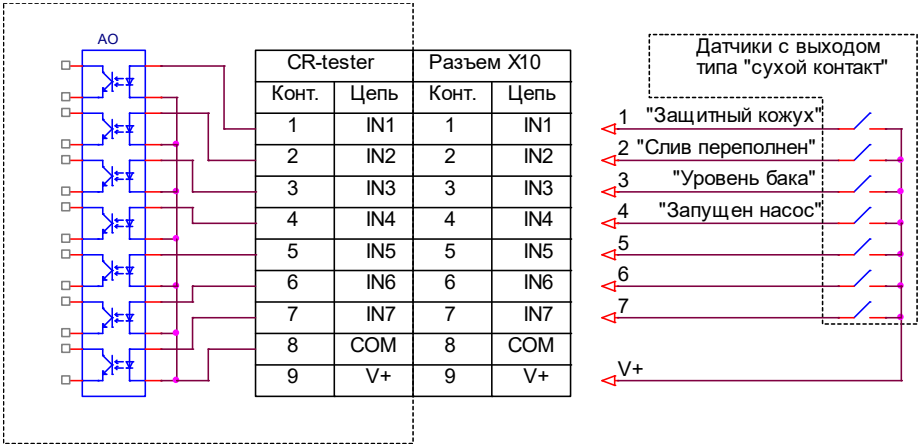 AO
CR-tester Разъем X10
Конт. Цепь Конт. Цепь
1 IN1 1 IN1
2 IN2 2 IN2
3 IN3 3 IN3
4 IN4 4 IN4
5 IN5 5 IN5
6 IN6 6 IN6
7 IN7 7 IN7
8 COM 8 COM
9 V+ 9 V+
Датчики с выходом
типа "сухой контакт"
1 "Защитный кожух"
2 "Слив переполнен"
3 "Уровень бака"
4 "Запущен насос"
5
6
7
V+